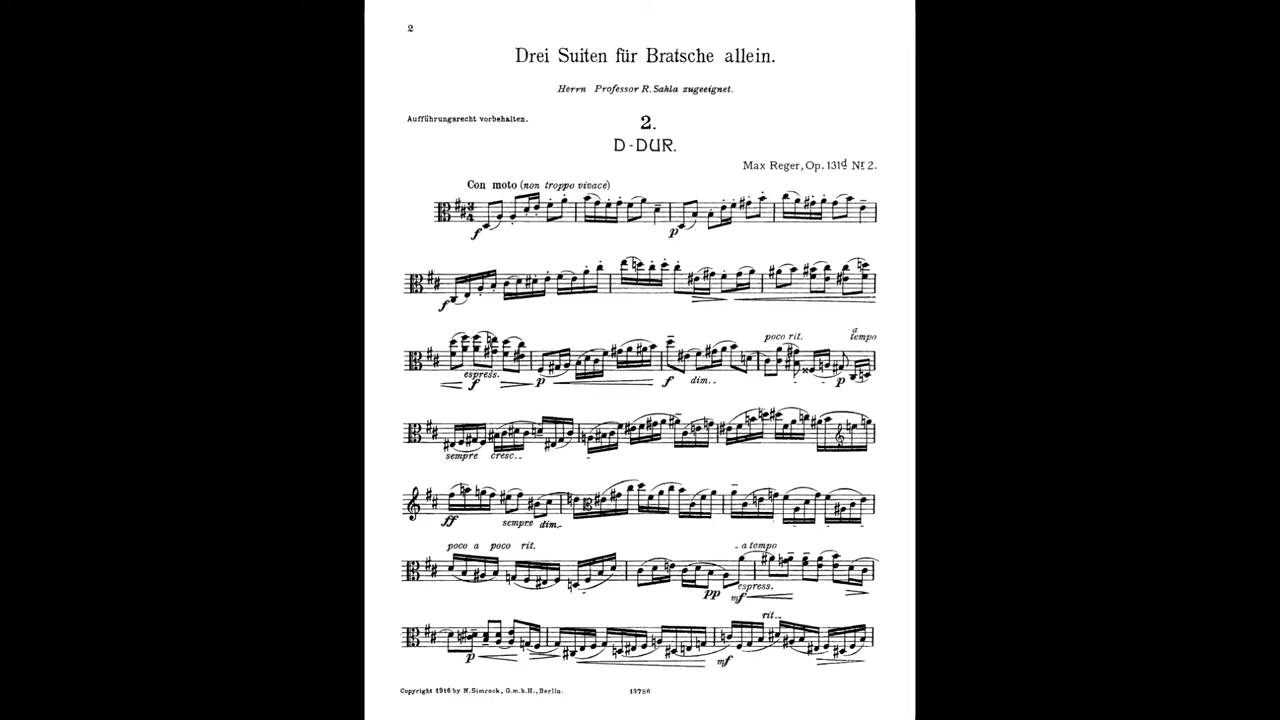 2
Drei Suiten für Bratsche allein.
Herrn Professor R. Sahla zugeeignet.
Aufführungsrecht vorbehalten.
2.
D-DUR.
Max Reger, Op. 131d Nr. 2.
Con moto (non troppo vivace)
f p
f
poco rit. a tempo
espress.
f p f dim.. p
sempre cresc..
ff sempre dim..
poco a poco rit. a tempo
pp mf espress.
rit..
p mf
Copyright 1916 by N. Simrock, G.m.b.H., Berlin. 13786